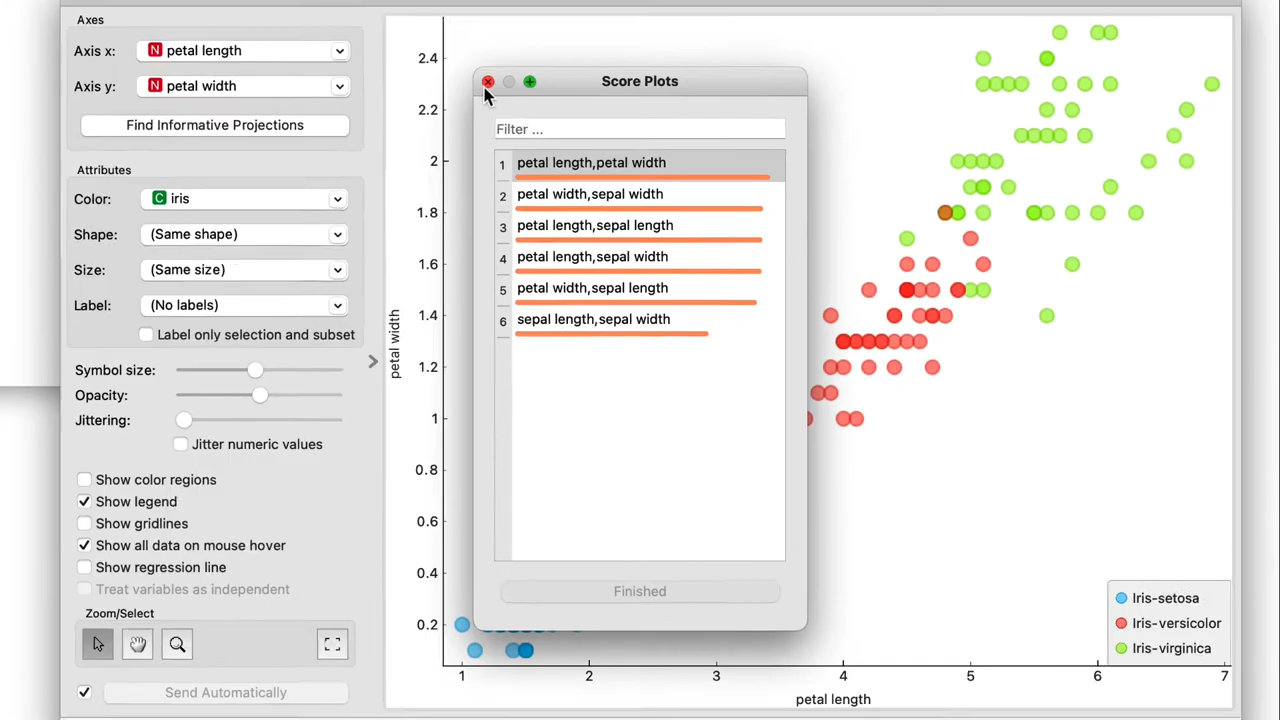 Axes
Axis x: N petal length
Axis y: N petal width
Find Informative Projections
Attributes
Color: C iris
Shape: (Same shape)
Size: (Same size)
Label: (No labels)
Label only selection and subset
Symbol size:
Opacity:
Jittering:
Jitter numeric values
Show color regions
Show legend
Show gridlines
Show all data on mouse hover
Show regression line
Treat variables as independent
Zoom/Select
Send Automatically
Score Plots
Filter ...
1 petal length,petal width
2 petal width,sepal width
3 petal length,sepal length
4 petal length,sepal width
5 petal width,sepal length
6 sepal length,sepal width
Finished
petal width
2.4
2.2
2
1.8
1.6
1.4
1.2
1
0.8
0.6
0.4
0.2
1 2 3 4 5 6 7
petal length
Iris-setosa
Iris-versicolor
Iris-virginica